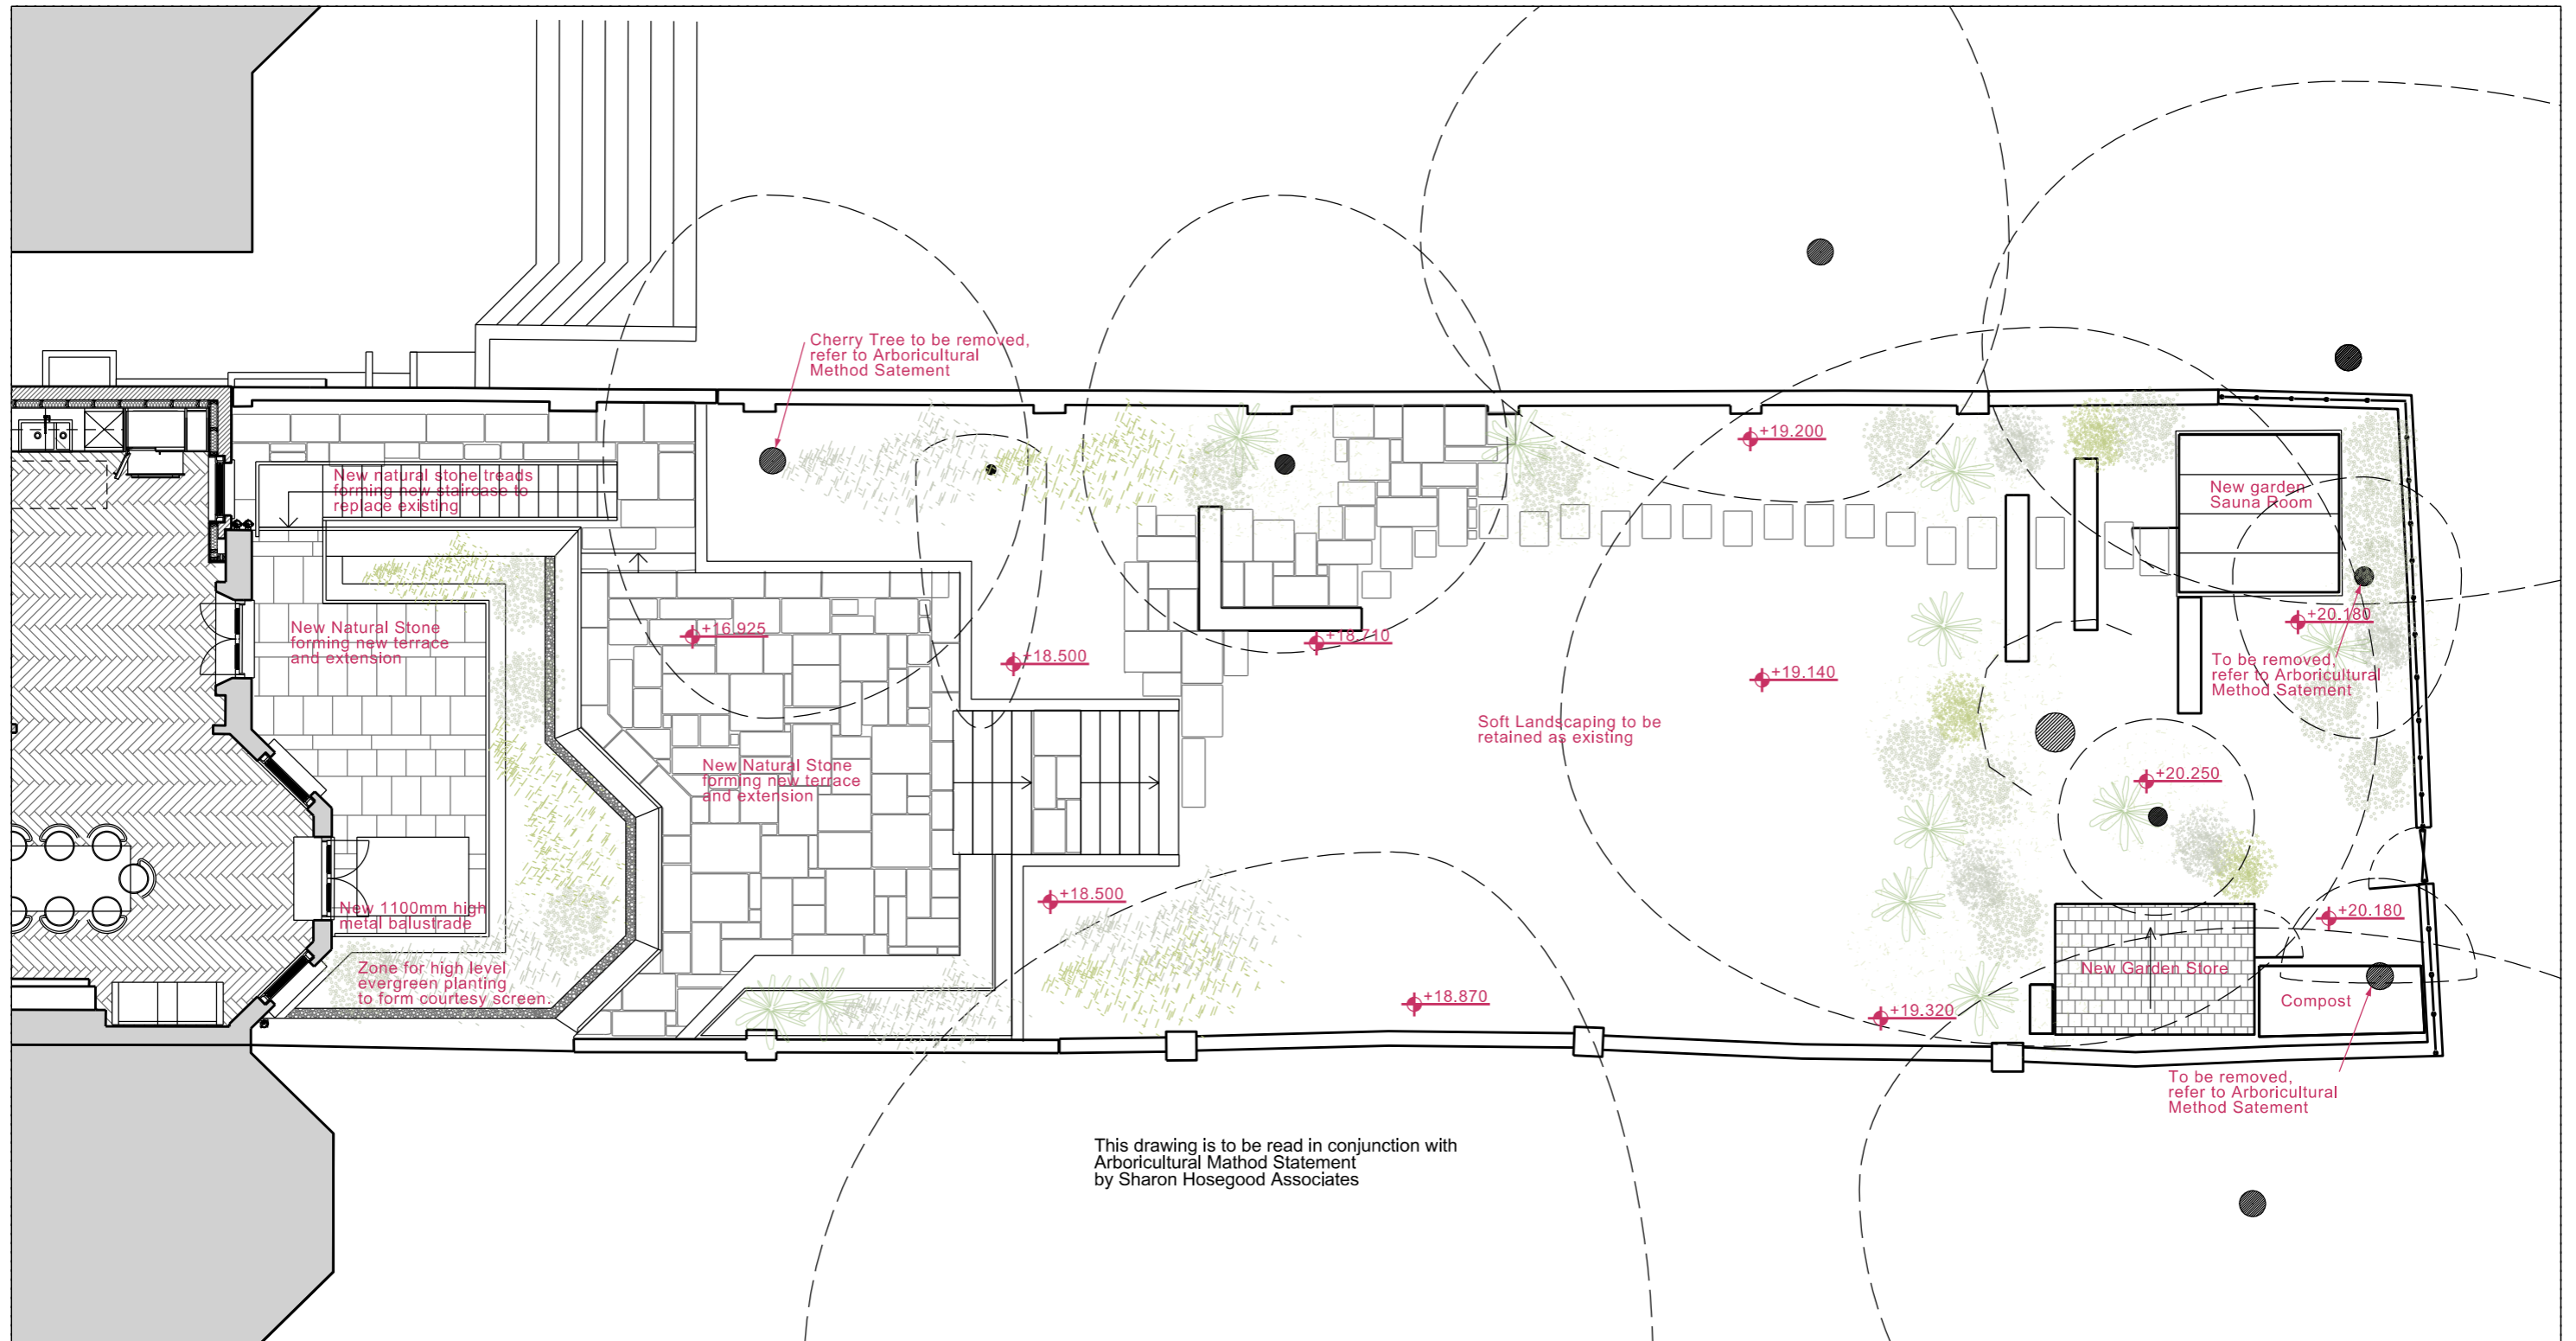 Cherry Tree to be removed,
refer to Arboricultural
Method Satement
+19.200
New natural stone treads
forming new staircase to
replace existing
New garden
Sauna Room
New Natural Stone
forming new terrace
and extension
+16.925
+18.500
+18.710
+19.140
+20.180
To be removed,
refer to Arboricultural
Method Satement
Soft Landscaping to be
retained as existing
New Natural Stone
forming new terrace
and extension
+20.250
New 1100mm high
metal balustrade
+18.500
+20.180
Zone for high level
evergreen planting
to form courtesy screen.
New Garden Store
+18.870
+19.320
Compost
To be removed,
refer to Arboricultural
Method Satement
This drawing is to be read in conjunction with
Arboricultural Mathod Statement
by Sharon Hosegood Associates